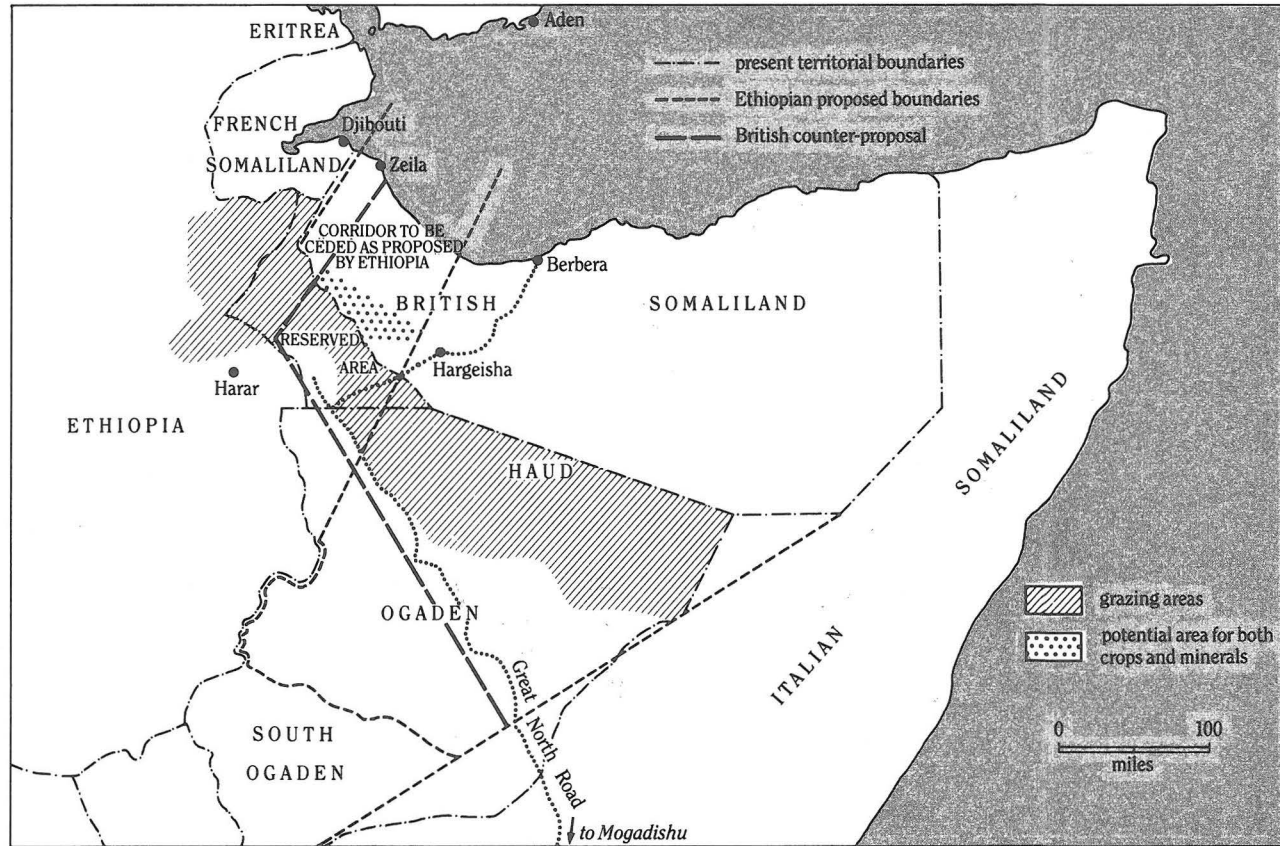 Aden
ERITREA
present territorial boundaries
Ethiopian proposed boundaries
British counter-proposal
FRENCH
SOMALILAND
Djibouti
Zeila
CORRIDOR TO BE
CEDED AS PROPOSED
BY ETHIOPIA
Berbera
BRITISH
SOMALILAND
RESERVED
AREA
Hargeisha
Harar
ETHIOPIA
HAUD
ITALIAN
SOMALILAND
OGADEN
grazing areas
potential area for both
crops and minerals
Great North Road
SOUTH
OGADEN
0 100
miles
to Mogadishu